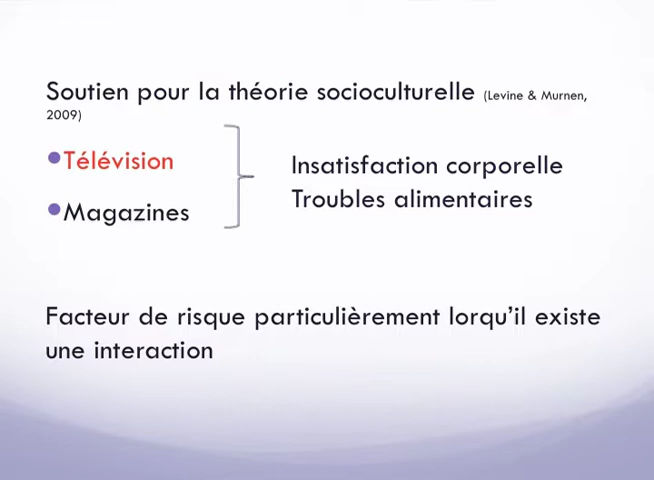 Soutien pour la théorie socioculturelle (Levine & Murnen,
2009)
•Télévision
•Magazines
Insatisfaction corporelle
Troubles alimentaires
Facteur de risque particulièrement lorqu’il existe
une interaction